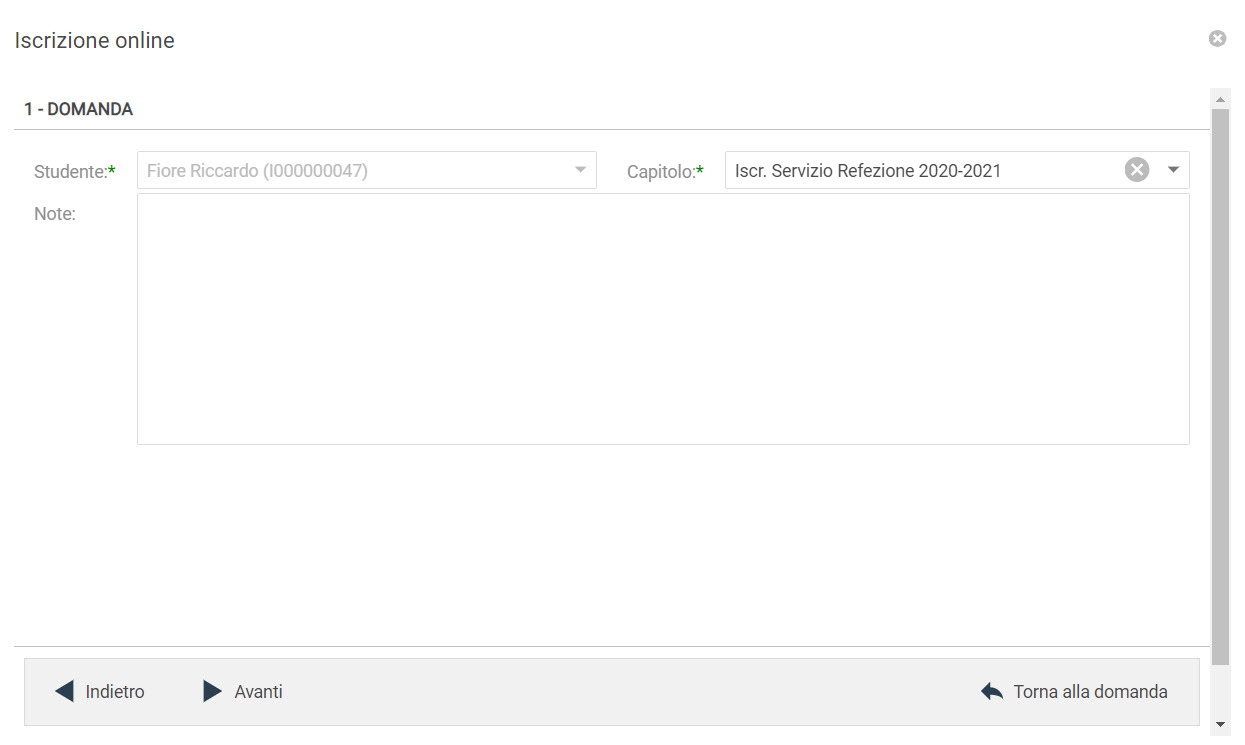 Iscrizione online
1 - DOMANDA
Studente:* Fiore Riccardo (I000000047) Capitolo:* Iscr. Servizio Refezione 2020-2021
Note:
Indietro Avanti Torna alla domanda